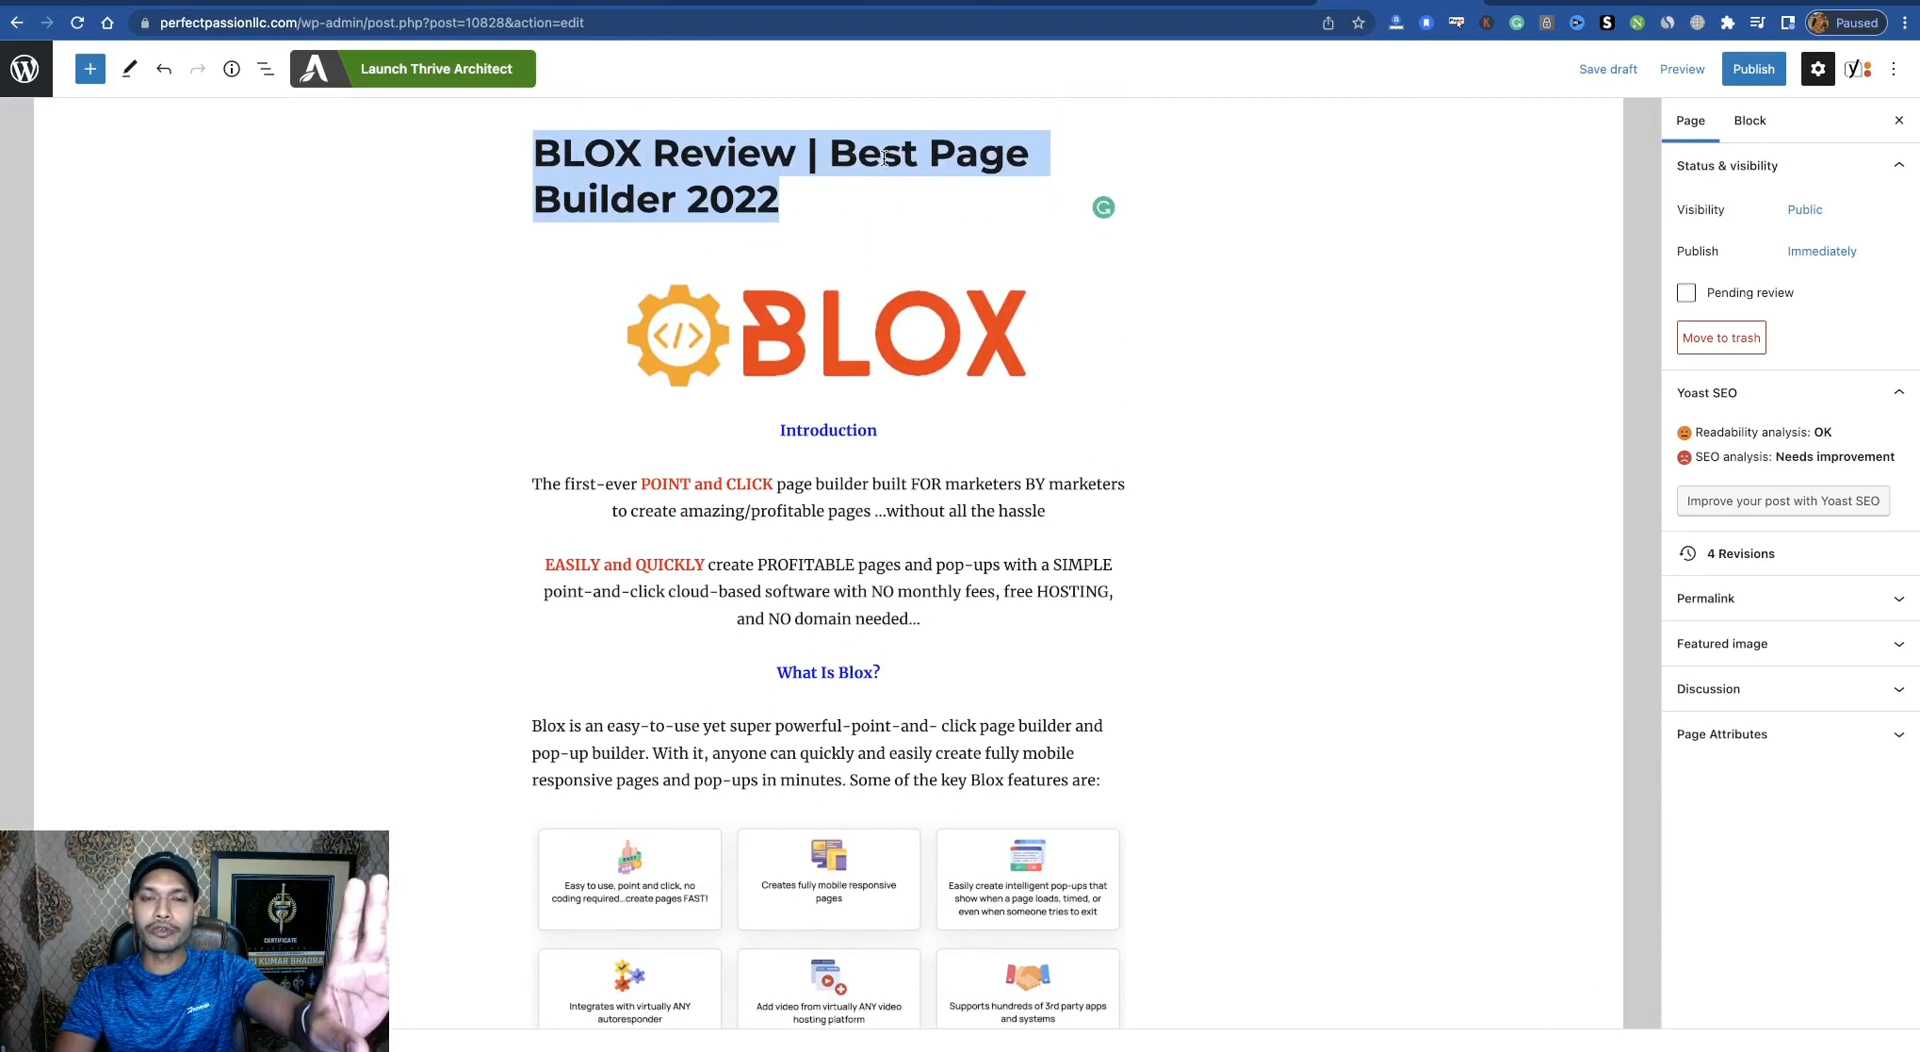 perfectpassionllc.com/wp-admin/post.php?post=10828&action=edit
Paused
Launch Thrive Architect
Save draft
Preview
Publish
BLOX Review | Best Page
Builder 2022
BLOX
Introduction
The first-ever POINT and CLICK page builder built FOR marketers BY marketers
to create amazing/profitable pages ...without all the hassle
EASILY and QUICKLY create PROFITABLE pages and pop-ups with a SIMPLE
point-and-click cloud-based software with NO monthly fees, free HOSTING,
and NO domain needed...
What Is Blox?
Blox is an easy-to-use yet super powerful-point-and- click page builder and
pop-up builder. With it, anyone can quickly and easily create fully mobile
responsive pages and pop-ups in minutes. Some of the key Blox features are:
Easy to use, point and click, no
coding required...create pages FAST!
Creates fully mobile responsive
pages
Easily create intelligent pop-ups that
show when a page loads, timed, or
even when someone tries to exit
Integrates with virtually ANY
autoresponder
Add video from virtually ANY video
hosting platform
Supports hundreds of 3rd party apps
and systems
Page
Block
Status & visibility
Visibility
Public
Publish
Immediately
Pending review
Move to trash
Yoast SEO
Readability analysis: OK
SEO analysis: Needs improvement
Improve your post with Yoast SEO
4 Revisions
Permalink
Featured image
Discussion
Page Attributes
CERTIFICATE
KUMAR BHADRA